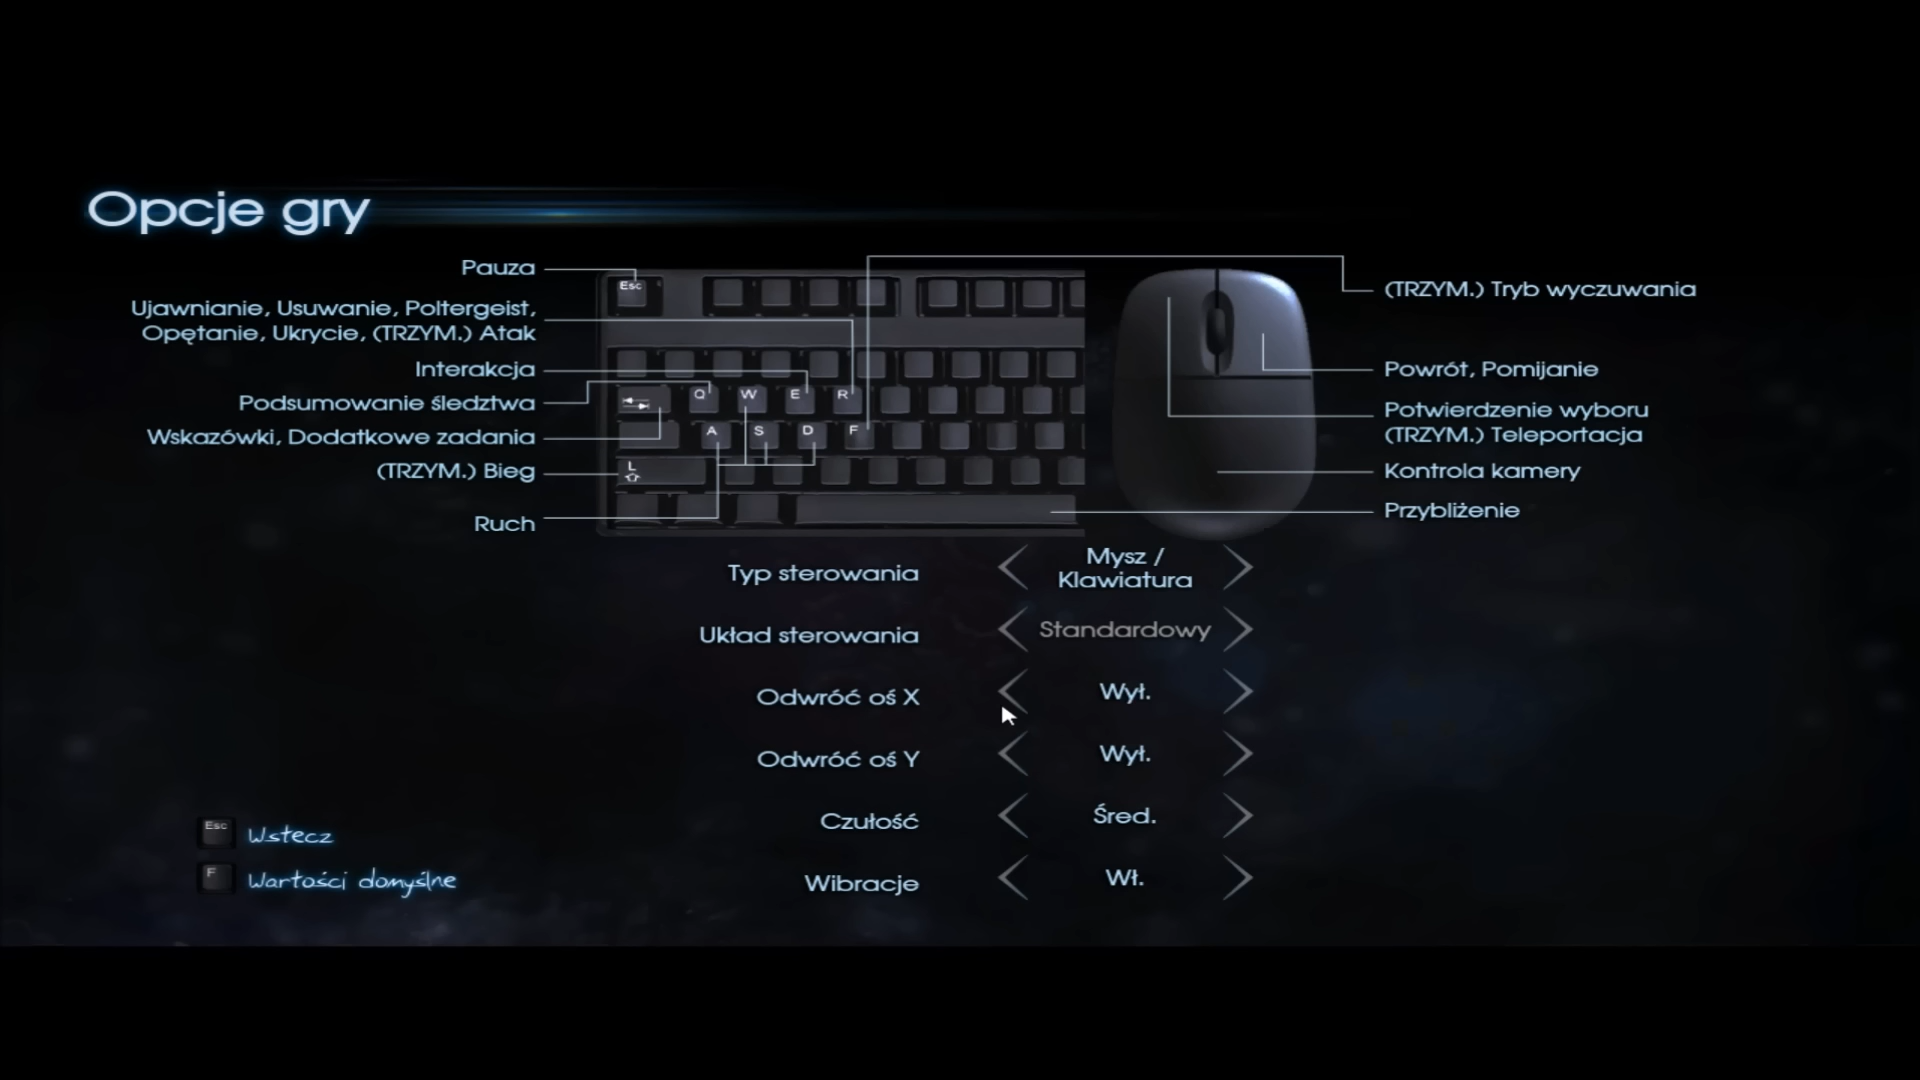 Opcje gry
Pauza
Ujawnianie, Usuwanie, Poltergeist,
Opętanie, Ukrycie, (TRZYM.) Atak
Interakcja
Podsumowanie śledztwa
Wskazówki, Dodatkowe zadania
(TRZYM.) Bieg
Ruch
Esc
Q W E R
A S D F
L
(TRZYM.) Tryb wyczuwania
Powrót, Pomijanie
Potwierdzenie wyboru
(TRZYM.) Teleportacja
Kontrola kamery
Przybliżenie
Typ sterowania
Mysz /
Klawiatura
Układ sterowania
Standardowy
Odwróć oś X
Wył.
Odwróć oś Y
Wył.
Czułość
Śred.
Wibracje
Wł.
Esc Wstecz
F Wartości domyślne